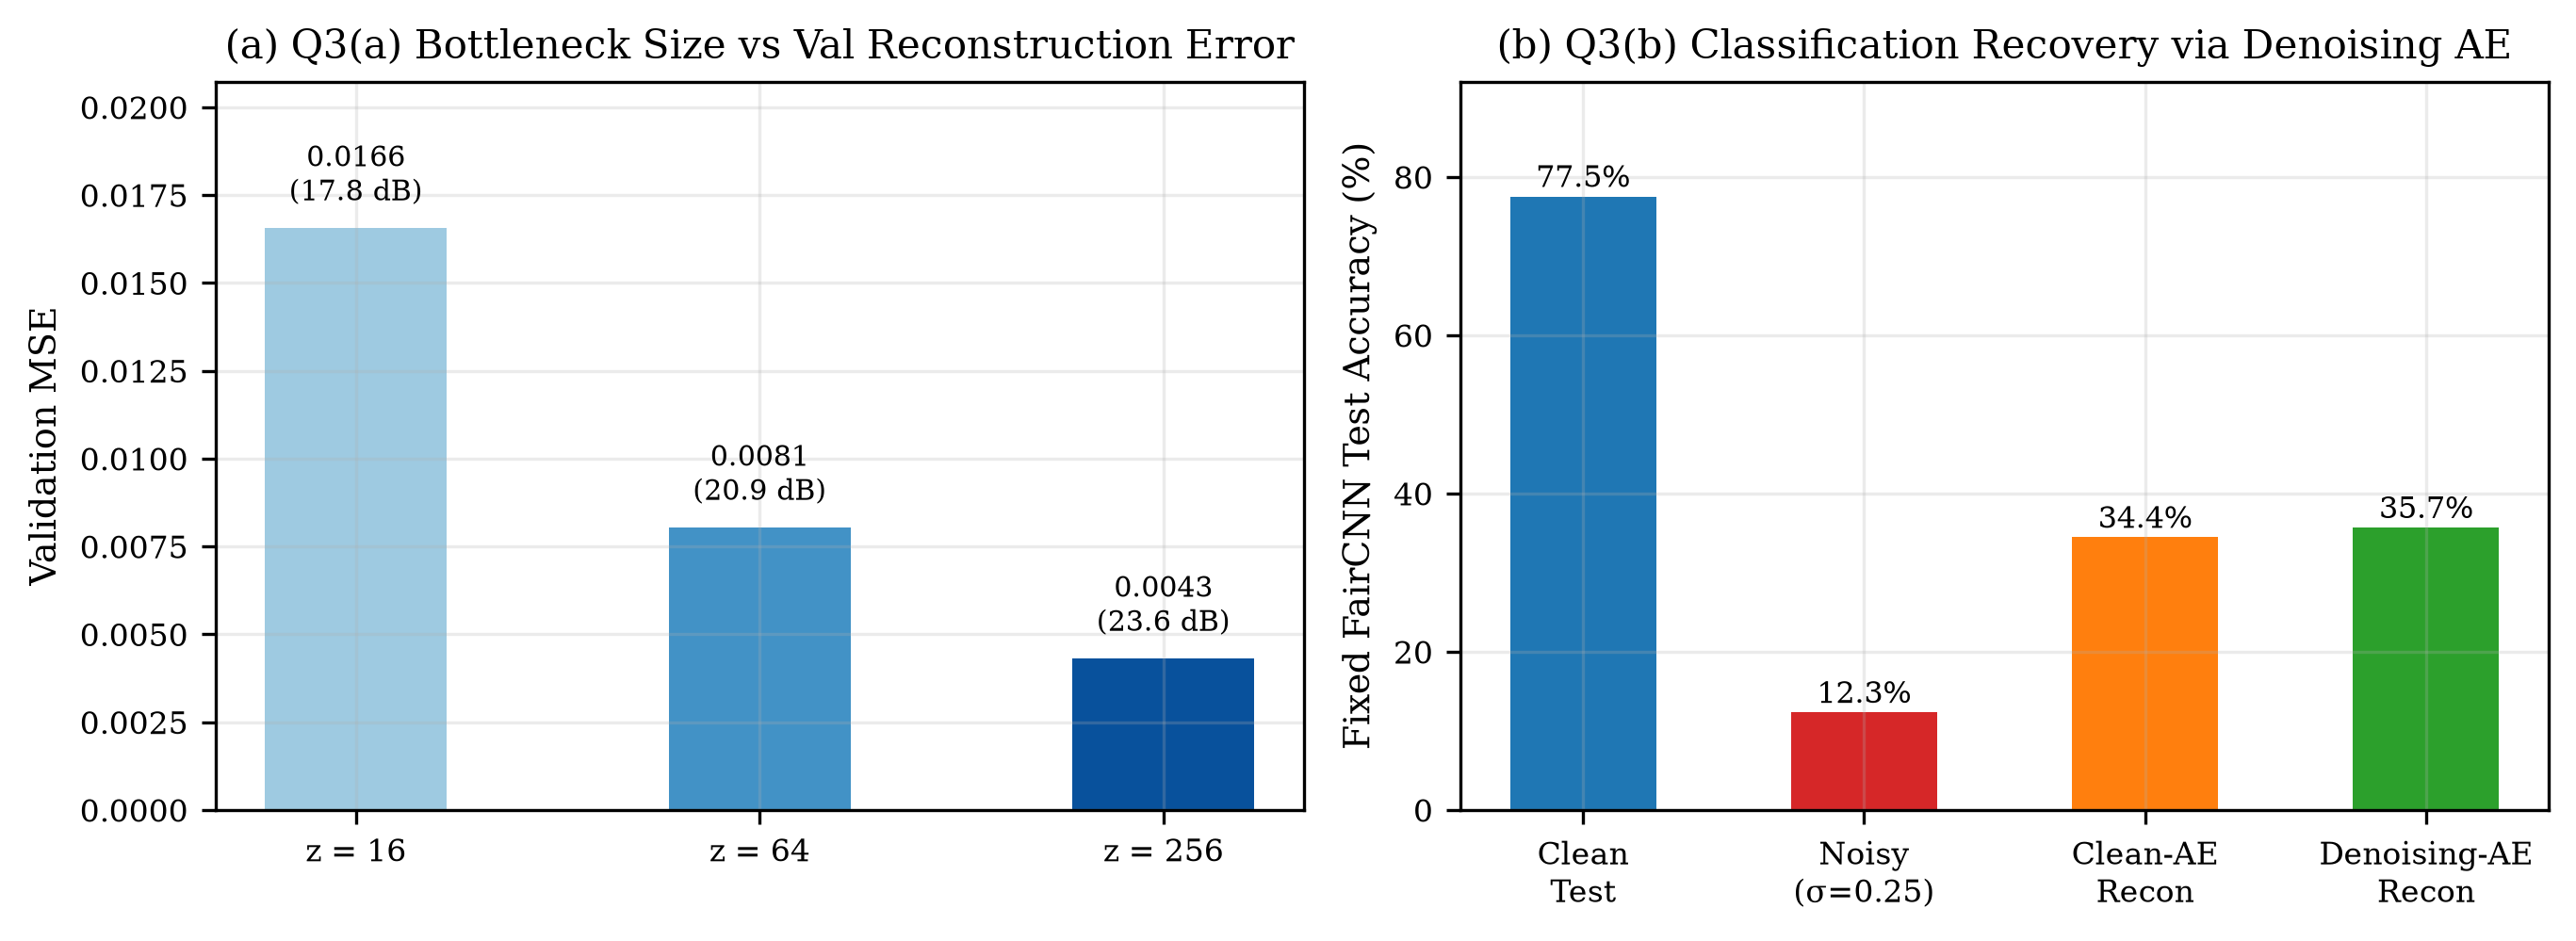 (a) Q3(a) Bottleneck Size vs Val Reconstruction Error
Validation MSE
0.0200
0.0175
0.0150
0.0125
0.0100
0.0075
0.0050
0.0025
0.0000
0.0166
(17.8 dB)
0.0081
(20.9 dB)
0.0043
(23.6 dB)
z = 16
z = 64
z = 256
(b) Q3(b) Classification Recovery via Denoising AE
Fixed FairCNN Test Accuracy (%)
80
60
40
20
0
77.5%
12.3%
34.4%
35.7%
Clean
Test
Noisy
(σ=0.25)
Clean-AE
Recon
Denoising-AE
Recon